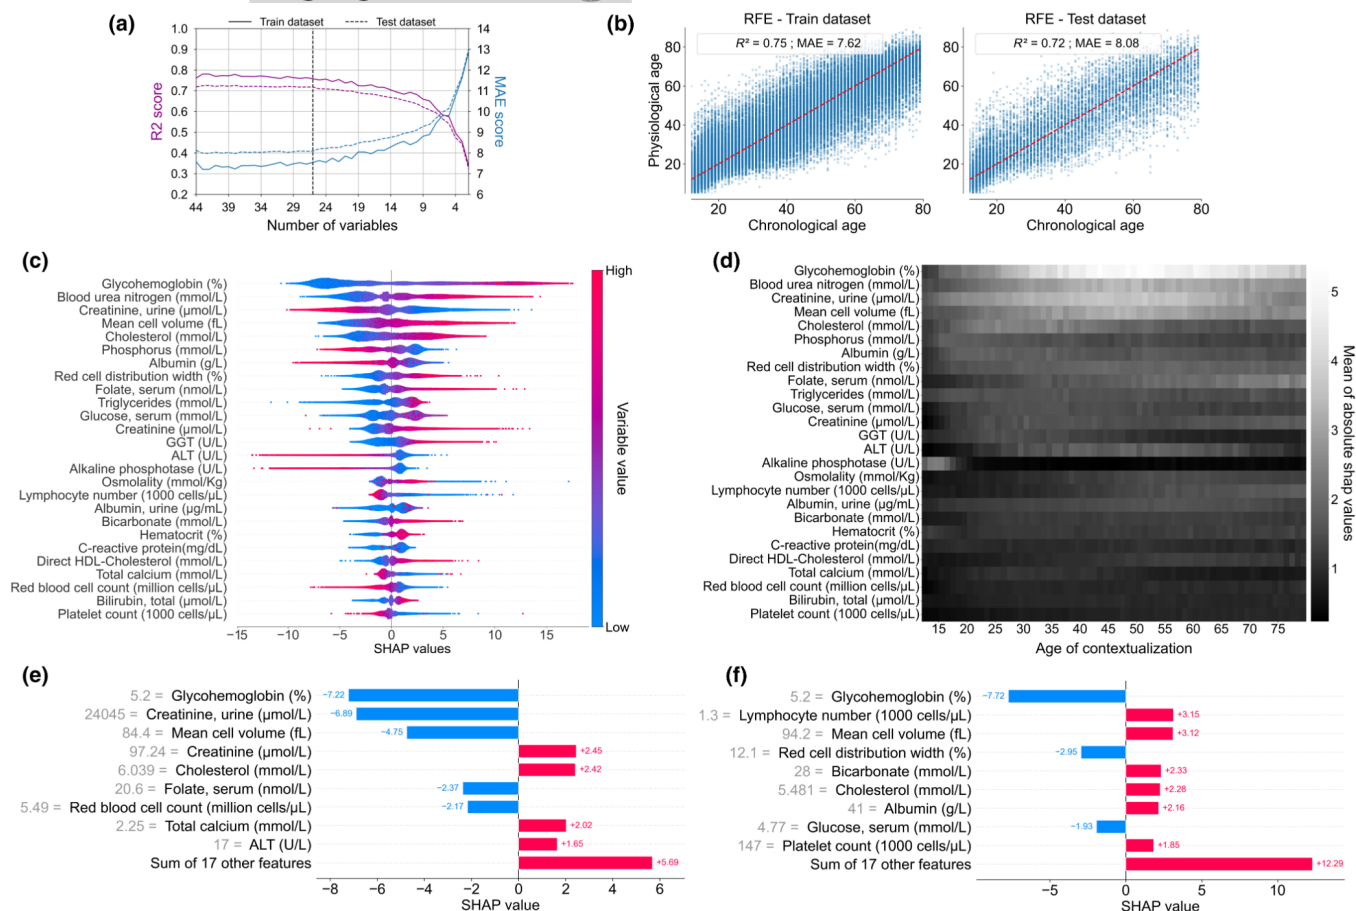 (a)
Train dataset
Test dataset
1.0
0.9
0.8
0.7
0.6
0.5
0.4
0.3
0.2
R2 score
14
13
12
11
10
9
8
7
6
MAE score
44 39 34 29 24 19 14 9 4
Number of variables
(b)
RFE - Train dataset
R² = 0.75 ; MAE = 7.62
80
60
40
20
Physiological age
20 40 60 80
Chronological age
RFE - Test dataset
R² = 0.72 ; MAE = 8.08
80
60
40
20
20 40 60 80
Chronological age
(c)
Glycohemoglobin (%)
Blood urea nitrogen (mmol/L)
Creatinine, urine (μmol/L)
Mean cell volume (fL)
Cholesterol (mmol/L)
Phosphorus (mmol/L)
Albumin (g/L)
Red cell distribution width (%)
Folate, serum (nmol/L)
Triglycerides (mmol/L)
Glucose, serum (mmol/L)
Creatinine (μmol/L)
GGT (U/L)
ALT (U/L)
Alkaline phosphotase (U/L)
Osmolality (mmol/Kg)
Lymphocyte number (1000 cells/μL)
Albumin, urine (μg/mL)
Bicarbonate (mmol/L)
Hematocrit (%)
C-reactive protein(mg/dL)
Direct HDL-Cholesterol (mmol/L)
Total calcium (mmol/L)
Red blood cell count (million cells/μL)
Bilirubin, total (μmol/L)
Platelet count (1000 cells/μL)
−15 −10 −5 0 5 10 15
SHAP values
High
Variable value
Low
(d)
Glycohemoglobin (%)
Blood urea nitrogen (mmol/L)
Creatinine, urine (μmol/L)
Mean cell volume (fL)
Cholesterol (mmol/L)
Phosphorus (mmol/L)
Albumin (g/L)
Red cell distribution width (%)
Folate, serum (nmol/L)
Triglycerides (mmol/L)
Glucose, serum (mmol/L)
Creatinine (μmol/L)
GGT (U/L)
ALT (U/L)
Alkaline phosphotase (U/L)
Osmolality (mmol/Kg)
Lymphocyte number (1000 cells/μL)
Albumin, urine (μg/mL)
Bicarbonate (mmol/L)
Hematocrit (%)
C-reactive protein(mg/dL)
Direct HDL-Cholesterol (mmol/L)
Total calcium (mmol/L)
Red blood cell count (million cells/μL)
Bilirubin, total (μmol/L)
Platelet count (1000 cells/μL)
15 20 25 30 35 40 45 50 55 60 65 70 75
Age of contextualization
5
4
3
2
1
Mean of absolute shap values
(e)
5.2 = Glycohemoglobin (%) −7.22
24045 = Creatinine, urine (μmol/L) −6.89
84.4 = Mean cell volume (fL) −4.75
97.24 = Creatinine (μmol/L) +2.45
6.039 = Cholesterol (mmol/L) +2.42
20.6 = Folate, serum (nmol/L) −2.37
5.49 = Red blood cell count (million cells/μL) −2.17
2.25 = Total calcium (mmol/L) +2.02
17 = ALT (U/L) +1.65
Sum of 17 other features +5.69
−8 −6 −4 −2 0 2 4 6
SHAP value
(f)
5.2 = Glycohemoglobin (%) −7.72
1.3 = Lymphocyte number (1000 cells/μL) +3.15
94.2 = Mean cell volume (fL) +3.12
12.1 = Red cell distribution width (%) −2.95
28 = Bicarbonate (mmol/L) +2.33
5.481 = Cholesterol (mmol/L) +2.28
41 = Albumin (g/L) +2.16
4.77 = Glucose, serum (mmol/L) −1.93
147 = Platelet count (1000 cells/μL) +1.85
Sum of 17 other features +12.29
−5 0 5 10
SHAP value